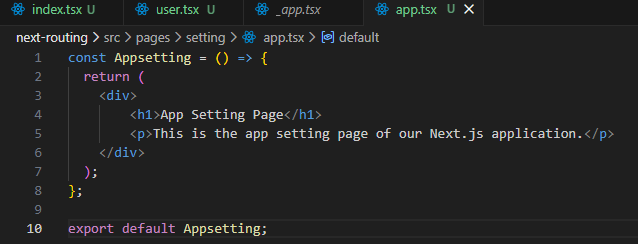 index.tsx U user.tsx U _app.tsx app.tsx U
next-routing > src > pages > setting > app.tsx > default
1 const Appsetting = () => {
2 return (
3 <div>
4 <h1>App Setting Page</h1>
5 <p>This is the app setting page of our Next.js application.</p>
6 </div>
7 );
8 };
9
10 export default Appsetting;